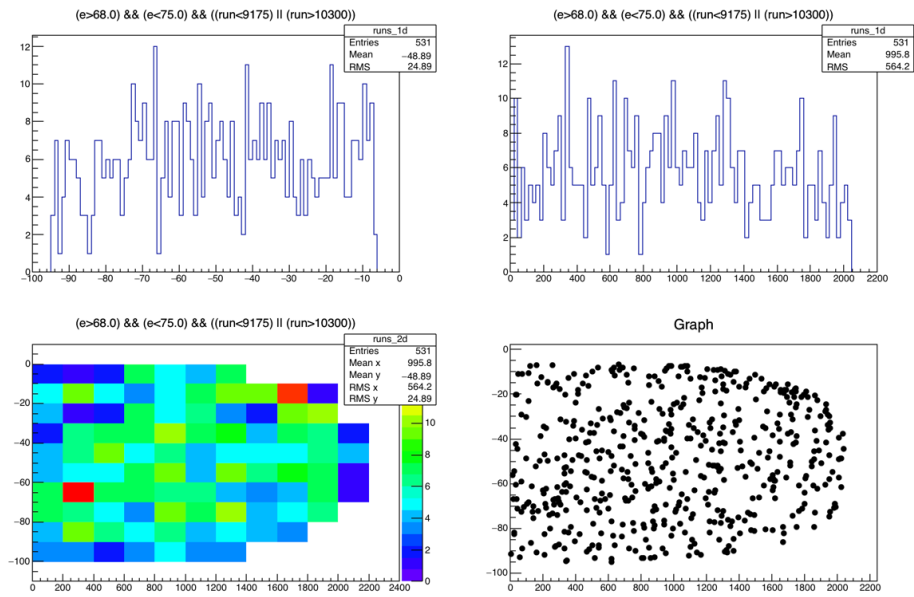 (e>68.0) && (e<75.0) && ((run<9175) || (run>10300))
runs_1d
Entries 531
Mean −48.89
RMS 24.89
12
10
8
6
4
2
0
−100 −90 −80 −70 −60 −50 −40 −30 −20 −10 0
(e>68.0) && (e<75.0) && ((run<9175) || (run>10300))
runs_1d
Entries 531
Mean 995.8
RMS 564.2
12
10
8
6
4
2
0
0 200 400 600 800 1000 1200 1400 1600 1800 2000 2200
(e>68.0) && (e<75.0) && ((run<9175) || (run>10300))
runs_2d
Entries 531
Mean x 995.8
Mean y −48.89
RMS x 564.2
RMS y 24.89
0
−20
−40
−60
−80
−100
0 200 400 600 800 1000 1200 1400 1600 1800 2000 2200 2400
10
8
6
4
2
0
Graph
0
−20
−40
−60
−80
−100
0 200 400 600 800 1000 1200 1400 1600 1800 2000 2200